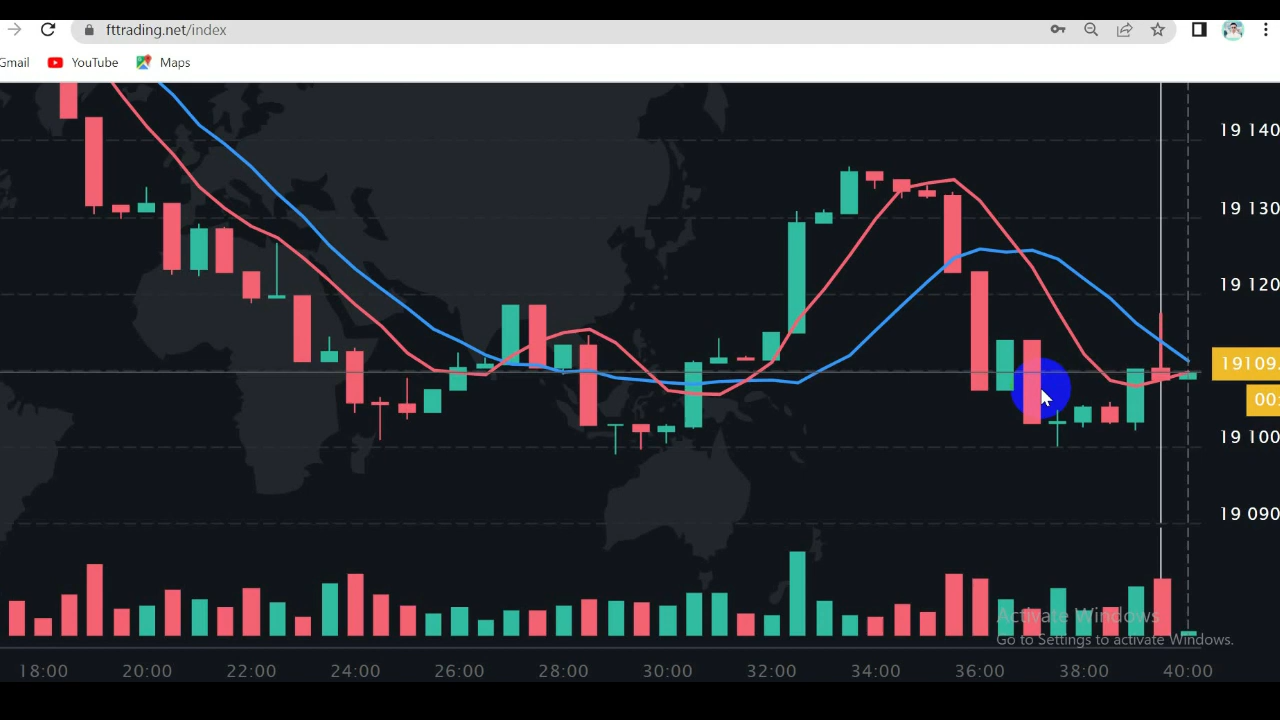 fttrading.net/index
Gmail YouTube Maps
19 140
19 130
19 120
19109.
00:
19 100
19 090
Activate Windows
Go to Settings to activate Windows.
18:00 20:00 22:00 24:00 26:00 28:00 30:00 32:00 34:00 36:00 38:00 40:00